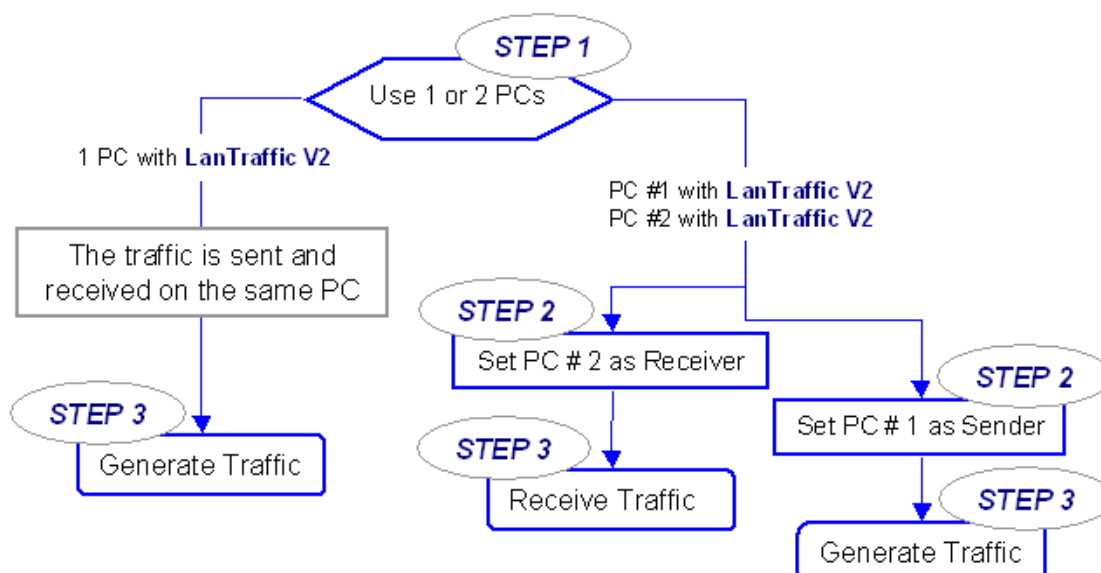 STEP 1
Use 1 or 2 PCs
1 PC with LanTraffic V2
PC #1 with LanTraffic V2
PC #2 with LanTraffic V2
The traffic is sent and
received on the same PC
STEP 2
Set PC # 2 as Receiver
STEP 2
Set PC # 1 as Sender
STEP 3
Generate Traffic
STEP 3
Receive Traffic
STEP 3
Generate Traffic